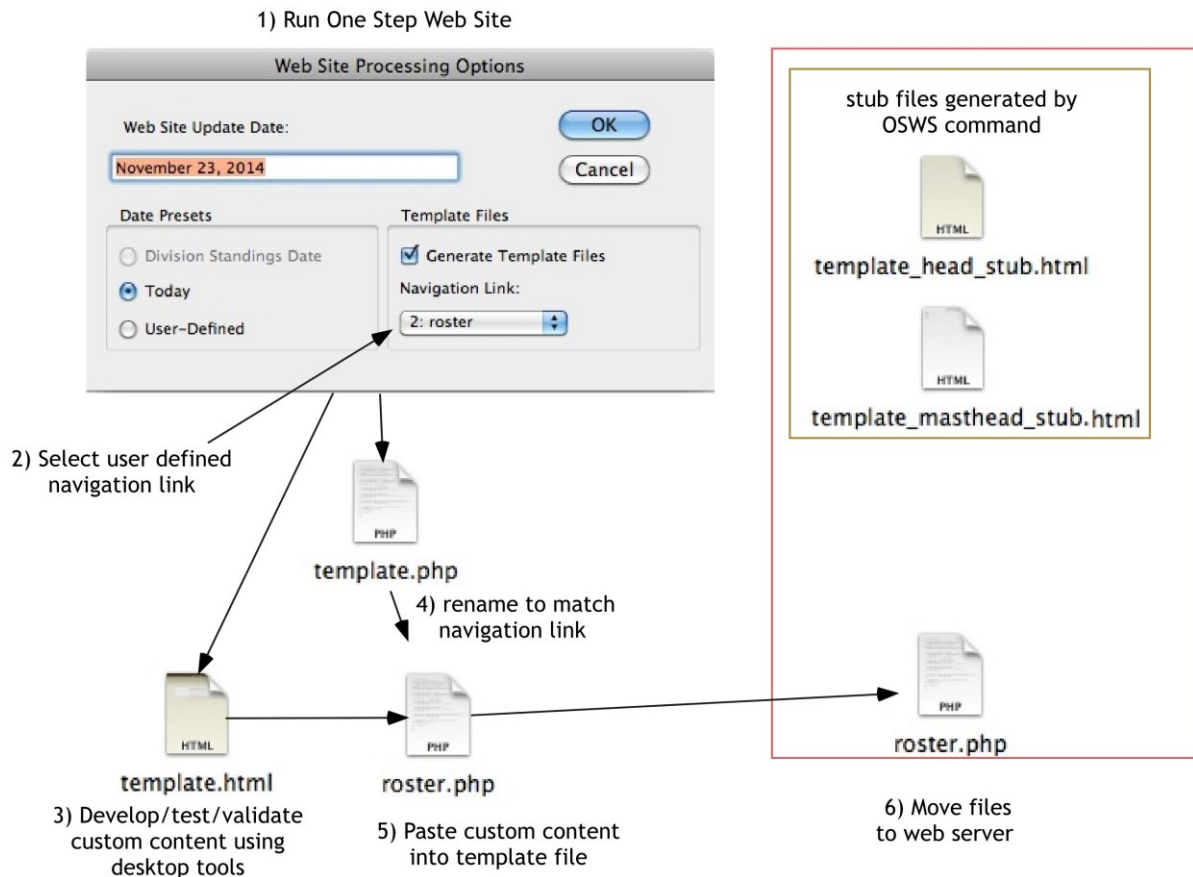 1) Run One Step Web Site
Web Site Processing Options
Web Site Update Date:
November 23, 2014
OK
Cancel
Date Presets
Division Standings Date
Today
User-Defined
Template Files
Generate Template Files
Navigation Link:
2: roster
stub files generated by
OSWS command
HTML
template_head_stub.html
HTML
template_masthead_stub.html
2) Select user defined
navigation link
PHP
template.php
4) rename to match
navigation link
HTML
template.html
3) Develop/test/validate
custom content using
desktop tools
PHP
roster.php
5) Paste custom content
into template file
PHP
roster.php
6) Move files
to web server